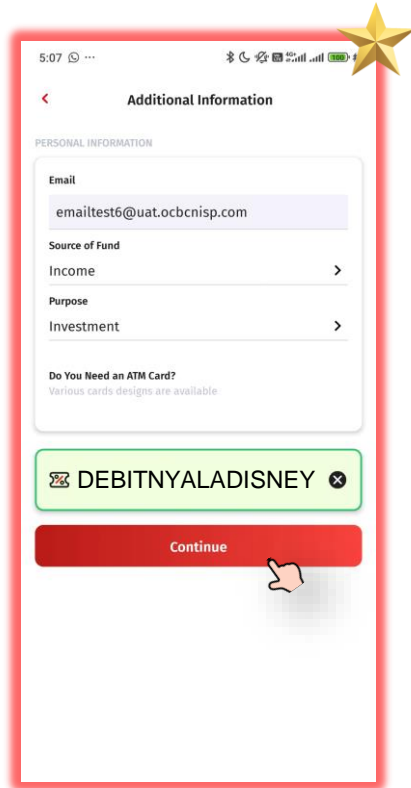 5:07
100
Additional Information
PERSONAL INFORMATION
Email
emailtest6@uat.ocbcnisp.com
Source of Fund
Income
Purpose
Investment
Do You Need an ATM Card?
Various cards designs are available
DEBITNYALADISNEY
Continue